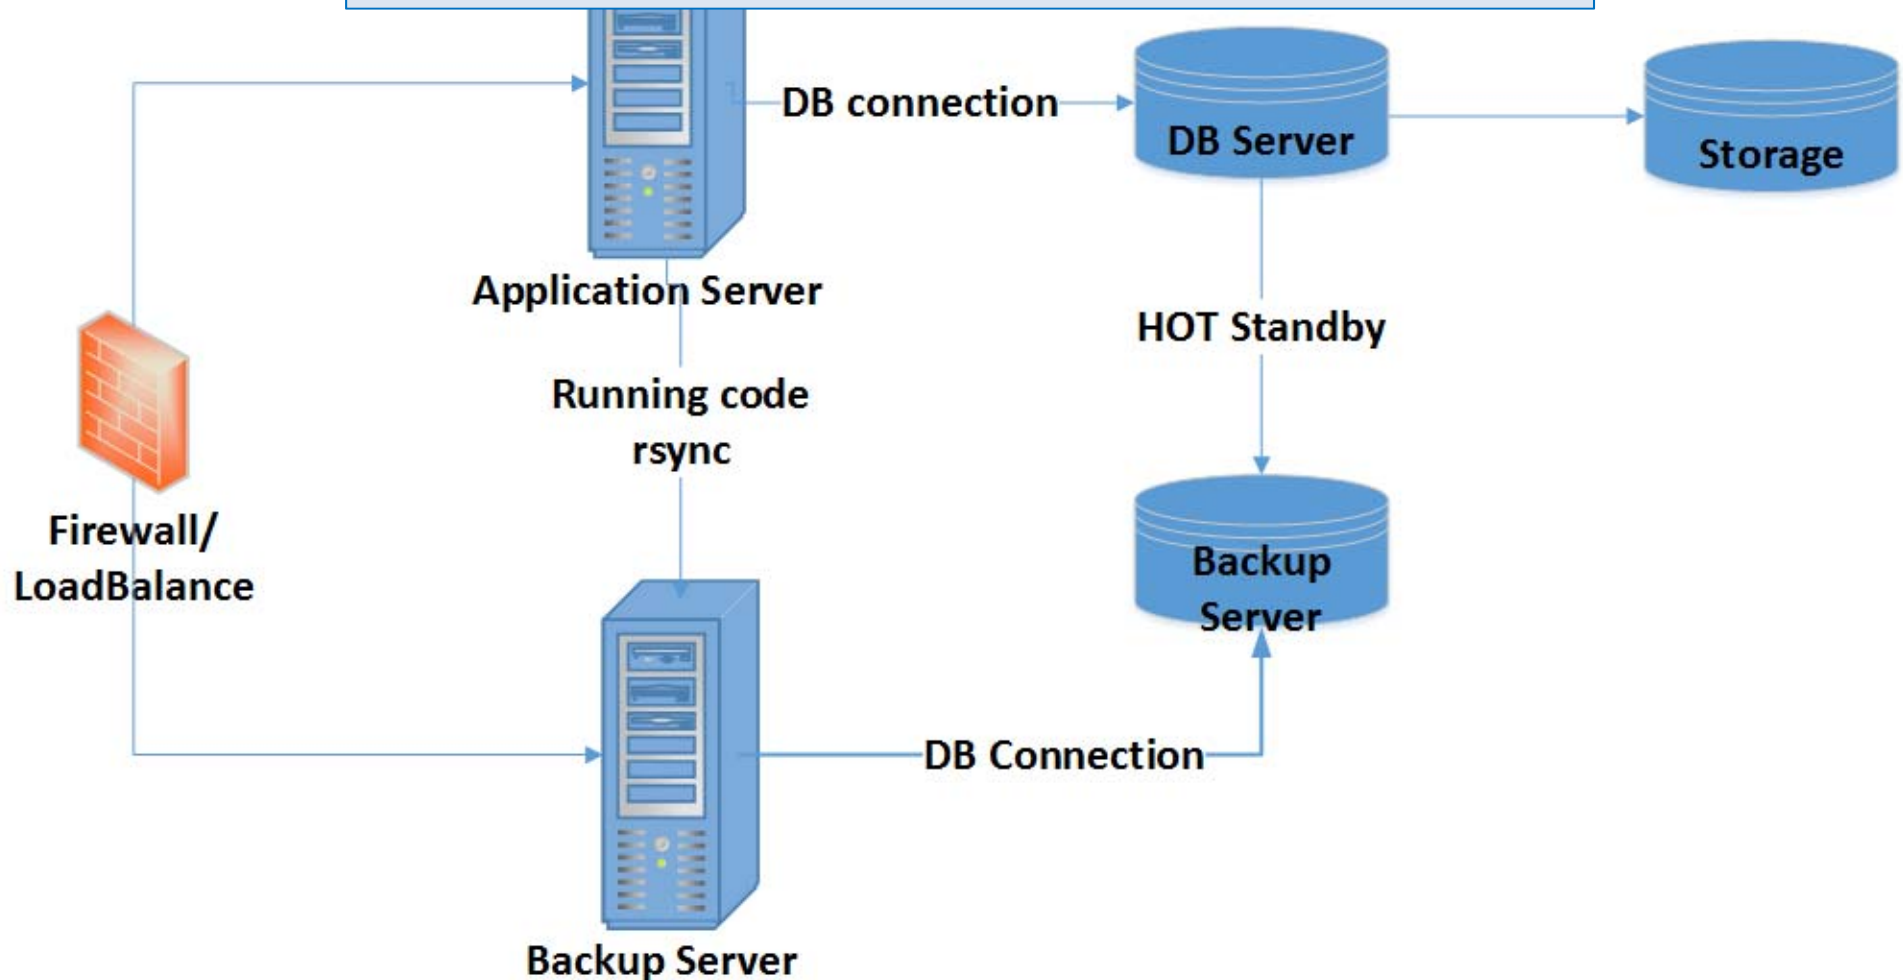 DB connection
DB Server
Storage
Application Server
HOT Standby
Running code
rsync
Firewall/
LoadBalance
Backup
Server
DB Connection
Backup Server